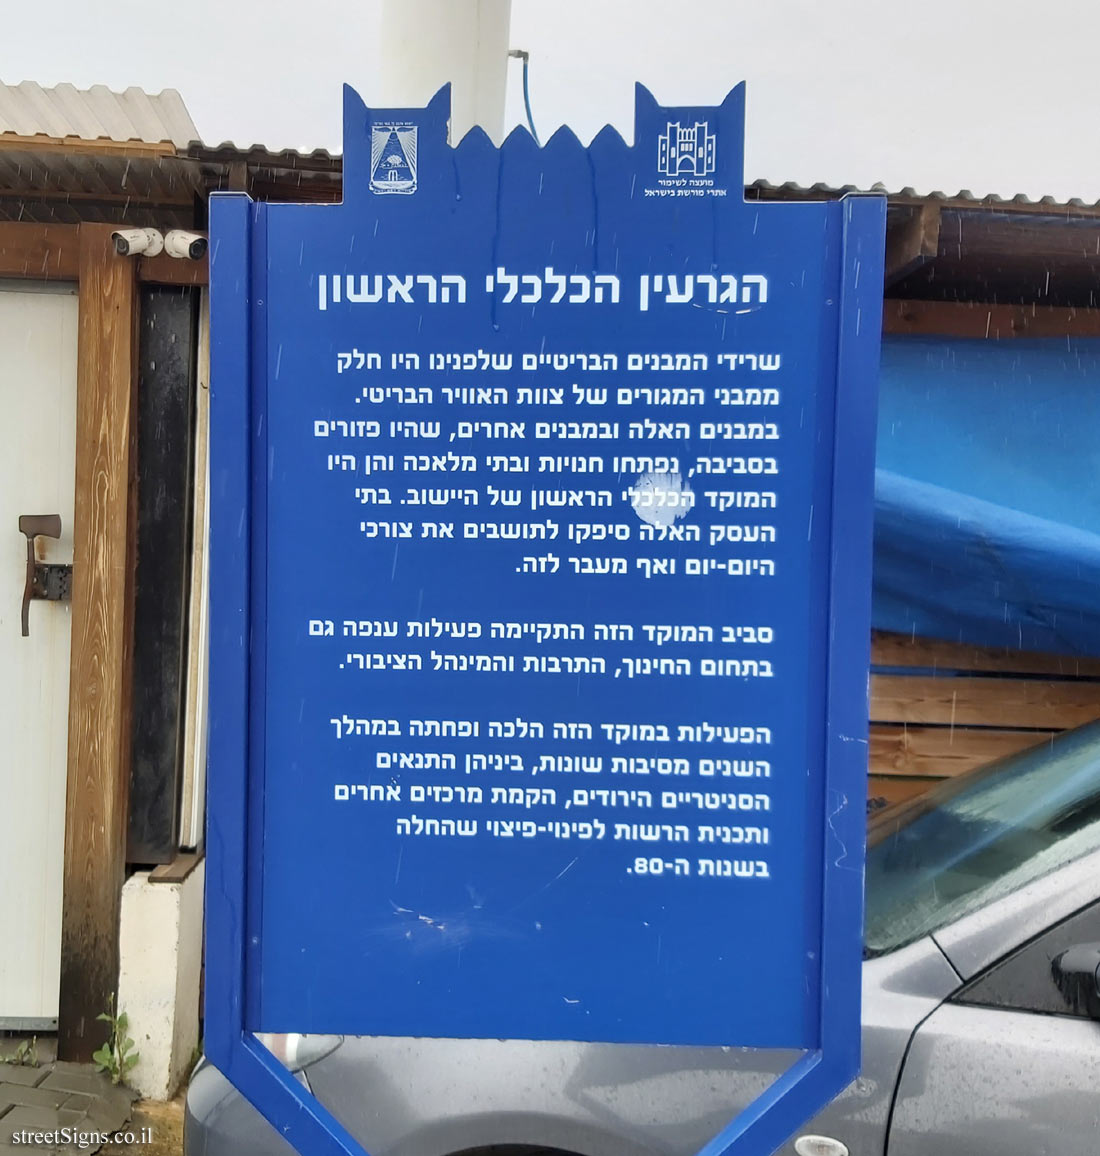 המועצה לשימור
אתרי מורשת בישראל
הגרעין הכלכלי הראשון
שרידי המבנים הבריטיים שלפנינו היו חלק
ממבני המגורים של צוות האוויר הבריטי.
במבנים האלה ובמבנים אחרים, שהיו פזורים
בסביבה, נפתחו חנויות ובתי מלאכה והן היו
המוקד הכלכלי הראשון של היישוב. בתי
העסק האלה סיפקו לתושבים את צורכי
היום-יום ואף מעבר לזה.
סביב המוקד הזה התקיימה פעילות ענפה גם
בתחום החינוך, התרבות והמינהל הציבורי.
הפעילות במוקד הזה הלכה ופחתה במהלך
השנים מסיבות שונות, ביניהן התנאים
הסניטריים הירודים, הקמת מרכזים אחרים
ותכנית הרשות לפינוי-פיצוי שהחלה
בשנות ה-80.
streetSigns.co.il